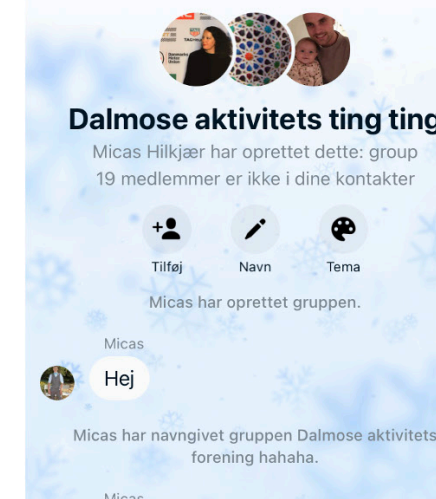 Dalmose aktivitets ting ting
Micas Hilkjær har oprettet dette: group
19 medlemmer er ikke i dine kontakter
Tilføj
Navn
Tema
Micas har oprettet gruppen.
Micas
Hej
Micas har navngivet gruppen Dalmose aktivitets
forening hahaha.
Micas